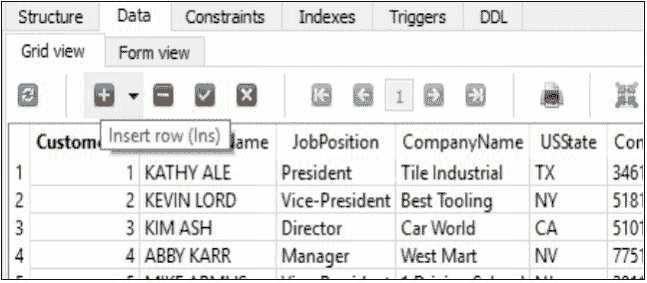 Structure Data Constraints Indexes Triggers DDL
Grid view Form view
1
Insert row (Ins)
Custome ame JobPosition CompanyName USState Con
1 1 KATHY ALE President Tile Industrial TX 3461
2 2 KEVIN LORD Vice-President Best Tooling NY 5181
3 3 KIM ASH Director Car World CA 5101
4 4 ABBY KARR Manager West Mart NV 7751